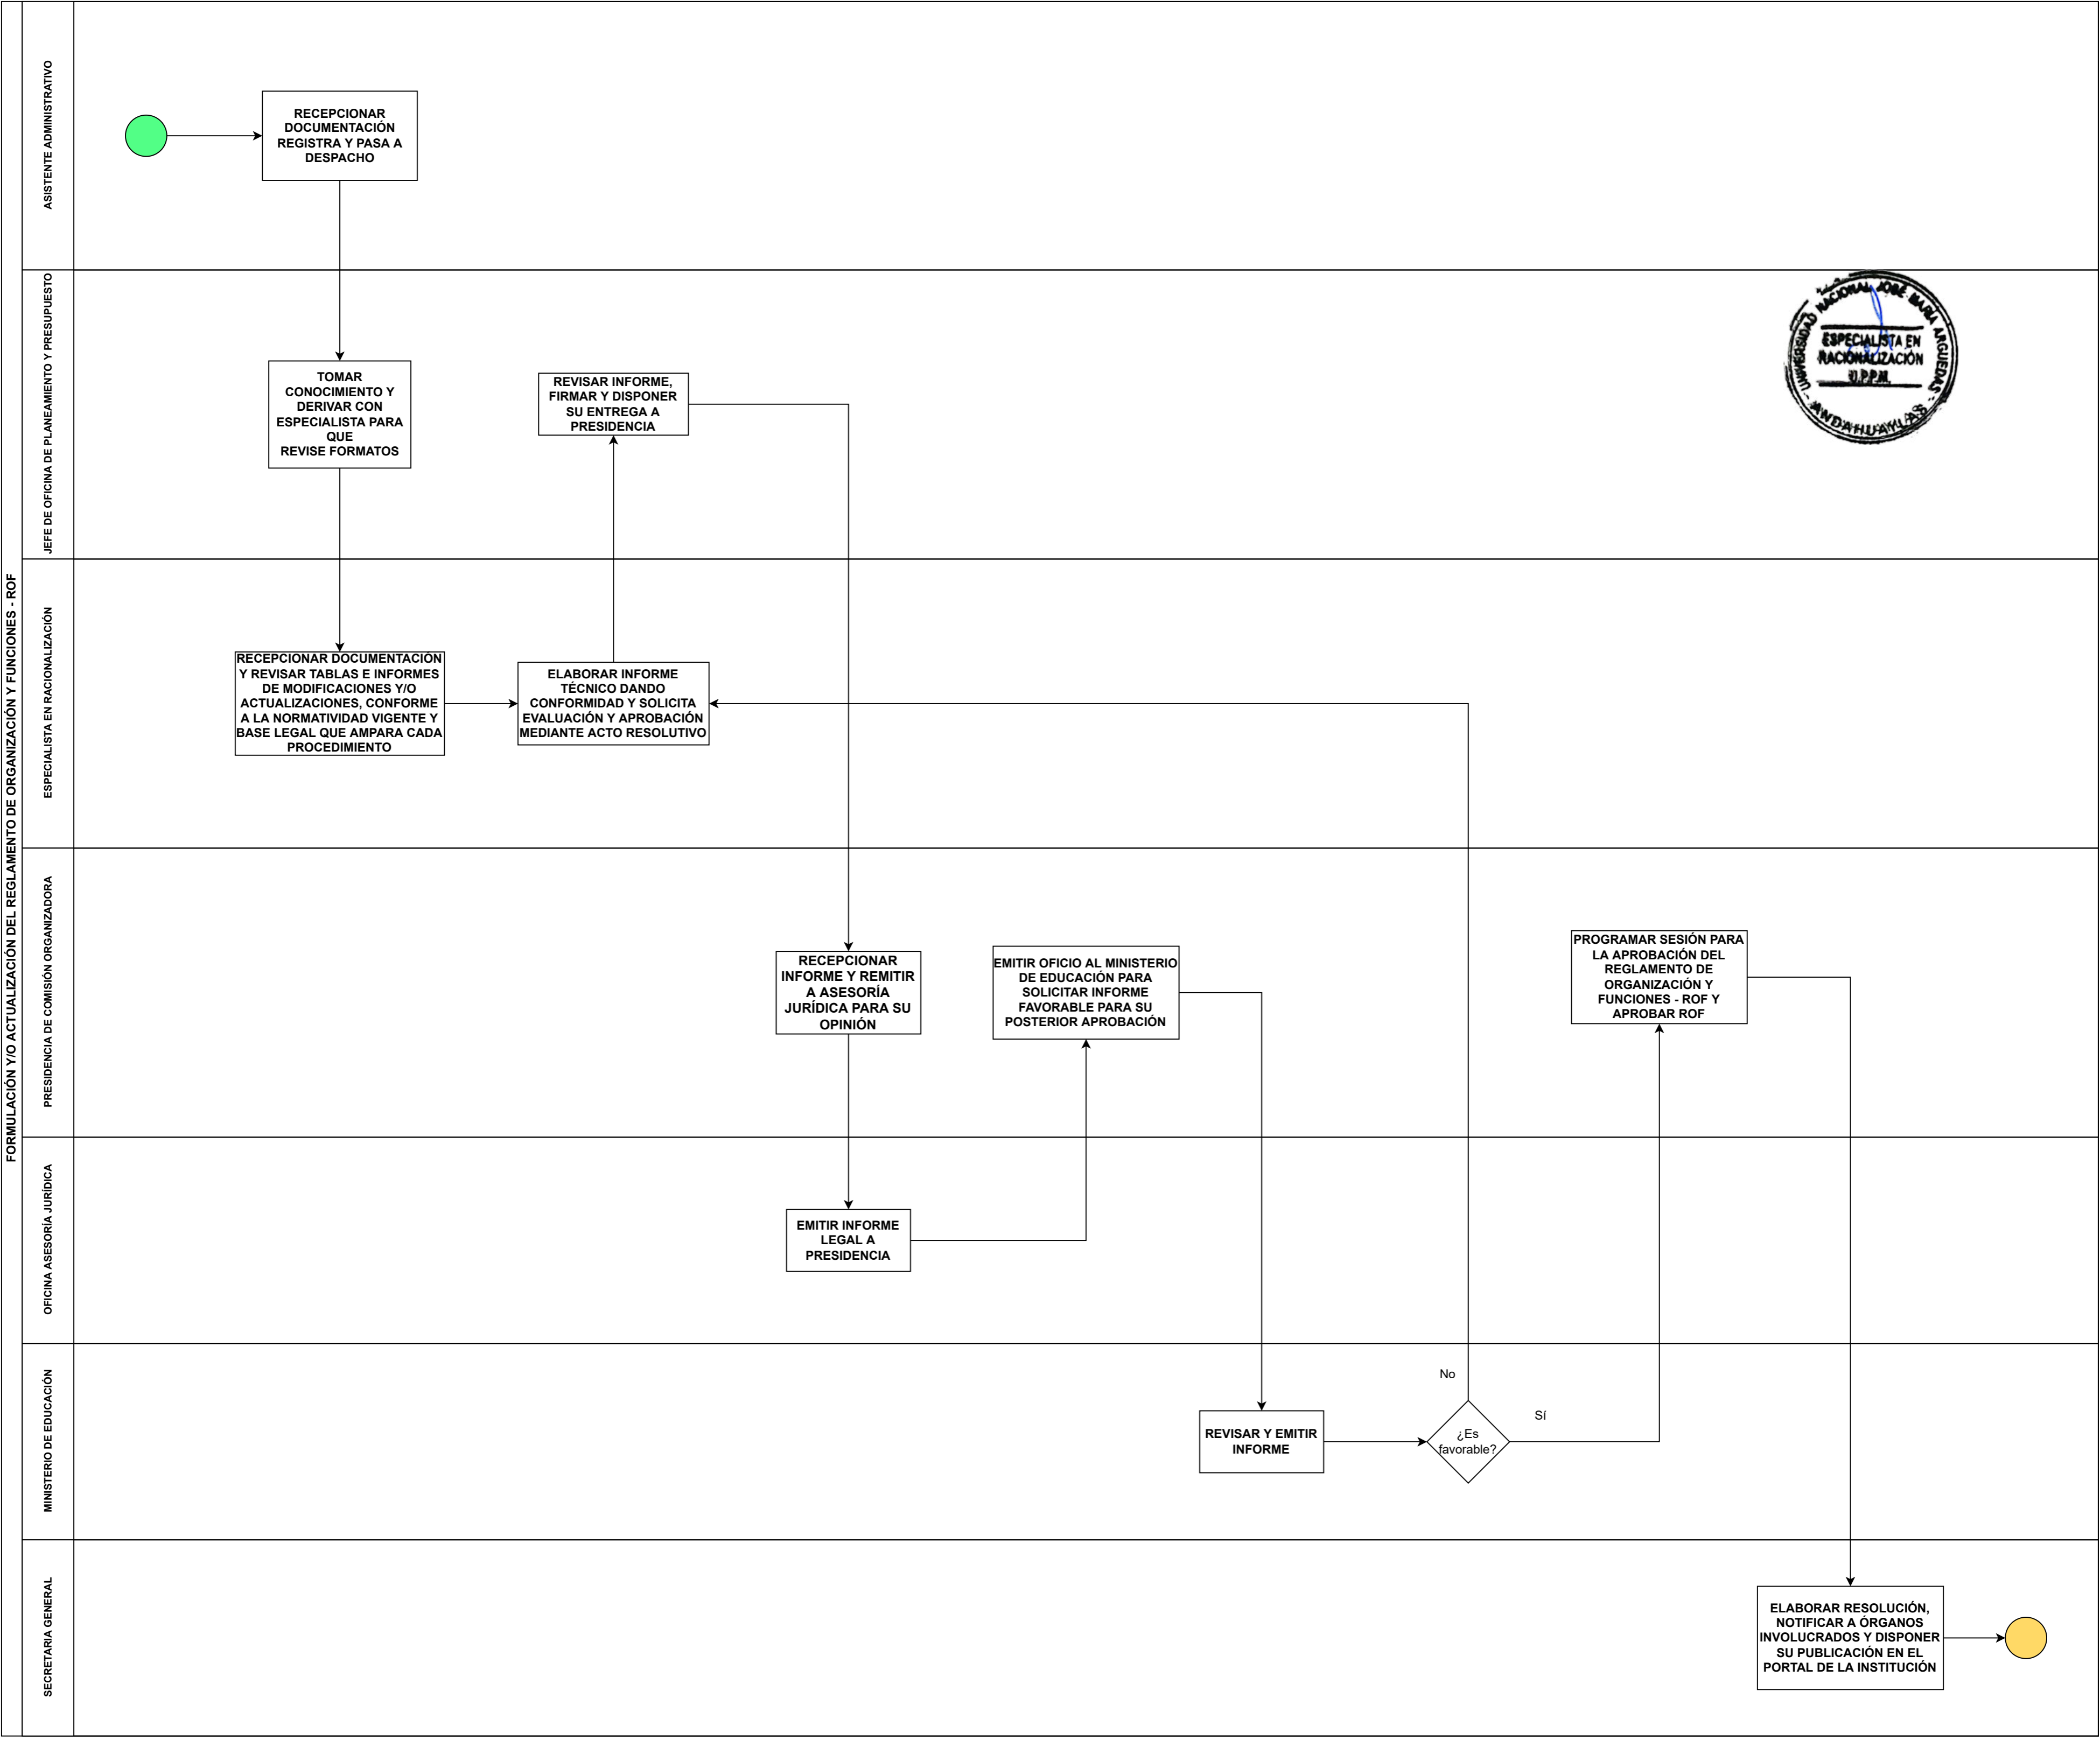 FORMULACIÓN Y/O ACTUALIZACIÓN DEL REGLAMENTO DE ORGANIZACIÓN Y FUNCIONES - ROF
ASISTENTE ADMINISTRATIVO
RECEPCIONAR
DOCUMENTACIÓN
REGISTRA Y PASA A
DESPACHO
JEFE DE OFICINA DE PLANEAMIENTO Y PRESUPUESTO
TOMAR
CONOCIMIENTO Y
DERIVAR CON
ESPECIALISTA PARA
QUE
REVISE FORMATOS
REVISAR INFORME,
FIRMAR Y DISPONER
SU ENTREGA A
PRESIDENCIA
UNIVERSIDAD NACIONAL JOSÉ MARÍA ARGUEDAS
ESPECIALISTA EN
RACIONALIZACIÓN
U.P.P.M.
- ANDAHUAYLAS -
ESPECIALISTA EN RACIONALIZACIÓN
RECEPCIONAR DOCUMENTACIÓN
Y REVISAR TABLAS E INFORMES
DE MODIFICACIONES Y/O
ACTUALIZACIONES, CONFORME
A LA NORMATIVIDAD VIGENTE Y
BASE LEGAL QUE AMPARA CADA
PROCEDIMIENTO
ELABORAR INFORME
TÉCNICO DANDO
CONFORMIDAD Y SOLICITA
EVALUACIÓN Y APROBACIÓN
MEDIANTE ACTO RESOLUTIVO
PRESIDENCIA DE COMISIÓN ORGANIZADORA
RECEPCIONAR
INFORME Y REMITIR
A ASESORÍA
JURÍDICA PARA SU
OPINIÓN
EMITIR OFICIO AL MINISTERIO
DE EDUCACIÓN PARA
SOLICITAR INFORME
FAVORABLE PARA SU
POSTERIOR APROBACIÓN
PROGRAMAR SESIÓN PARA
LA APROBACIÓN DEL
REGLAMENTO DE
ORGANIZACIÓN Y
FUNCIONES - ROF Y
APROBAR ROF
OFICINA ASESORÍA JURÍDICA
EMITIR INFORME
LEGAL A
PRESIDENCIA
MINISTERIO DE EDUCACIÓN
REVISAR Y EMITIR
INFORME
No
¿Es
favorable?
Sí
SECRETARIA GENERAL
ELABORAR RESOLUCIÓN,
NOTIFICAR A ÓRGANOS
INVOLUCRADOS Y DISPONER
SU PUBLICACIÓN EN EL
PORTAL DE LA INSTITUCIÓN